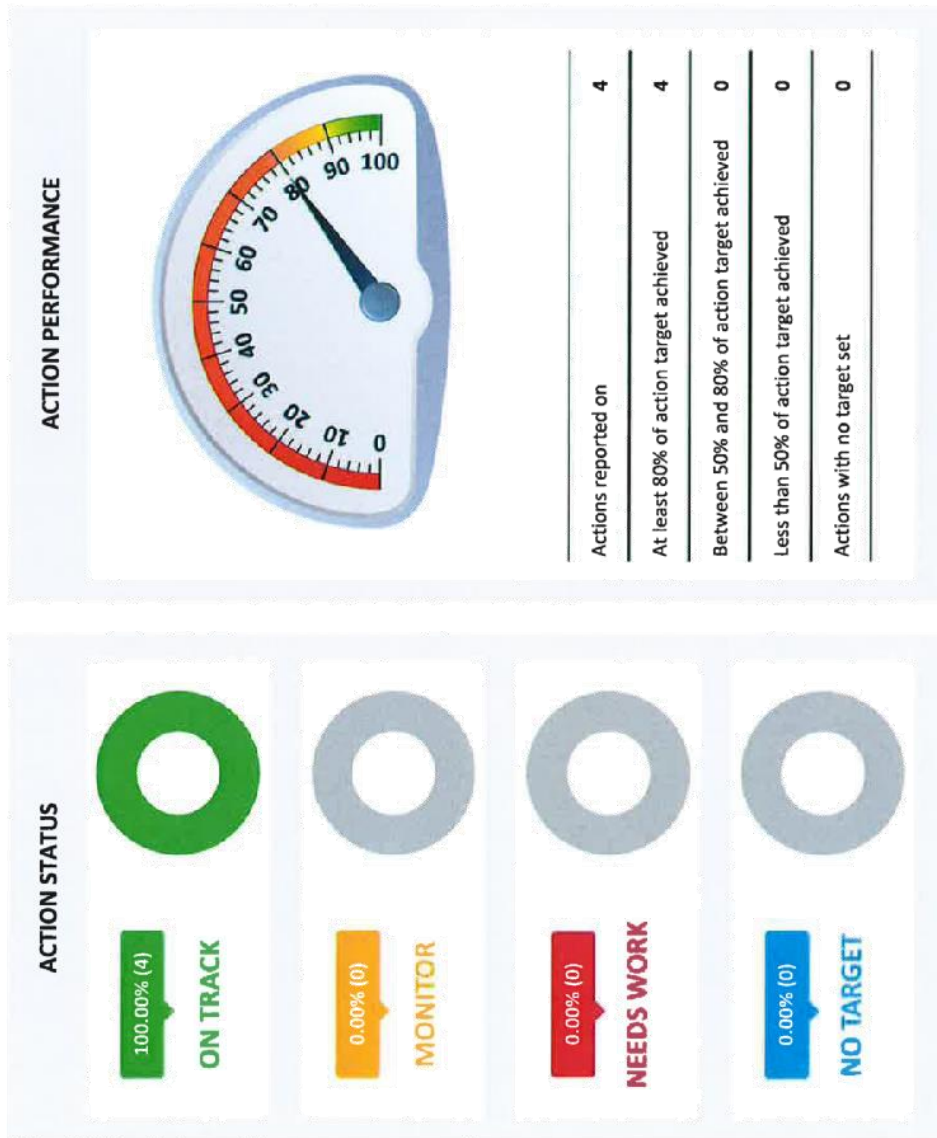 ACTION STATUS
100.00% (4)
ON TRACK
0.00% (0)
MONITOR
0.00% (0)
NEEDS WORK
0.00% (0)
NO TARGET
ACTION PERFORMANCE
0
10
20
30
40
50
60
70
80
90
100
Actions reported on 4
At least 80% of action target achieved 4
Between 50% and 80% of action target achieved 0
Less than 50% of action target achieved 0
Actions with no target set 0